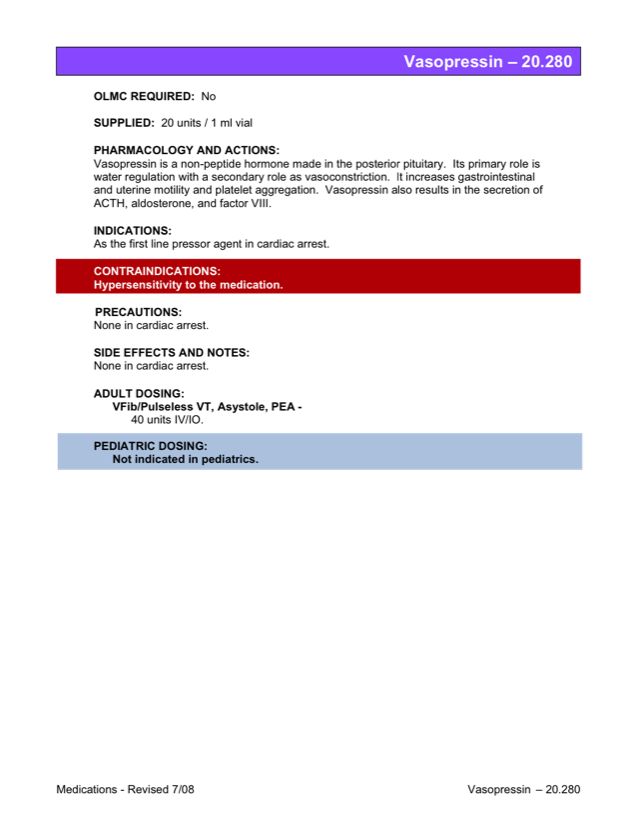 Vasopressin – 20.280
OLMC REQUIRED: No
SUPPLIED: 20 units / 1 ml vial
PHARMACOLOGY AND ACTIONS:
Vasopressin is a non-peptide hormone made in the posterior pituitary. Its primary role is
water regulation with a secondary role as vasoconstriction. It increases gastrointestinal
and uterine motility and platelet aggregation. Vasopressin also results in the secretion of
ACTH, aldosterone, and factor VIII.
INDICATIONS:
As the first line pressor agent in cardiac arrest.
CONTRAINDICATIONS:
Hypersensitivity to the medication.
PRECAUTIONS:
None in cardiac arrest.
SIDE EFFECTS AND NOTES:
None in cardiac arrest.
ADULT DOSING:
VFib/Pulseless VT, Asystole, PEA -
40 units IV/IO.
PEDIATRIC DOSING:
Not indicated in pediatrics.
Medications - Revised 7/08 Vasopressin – 20.280